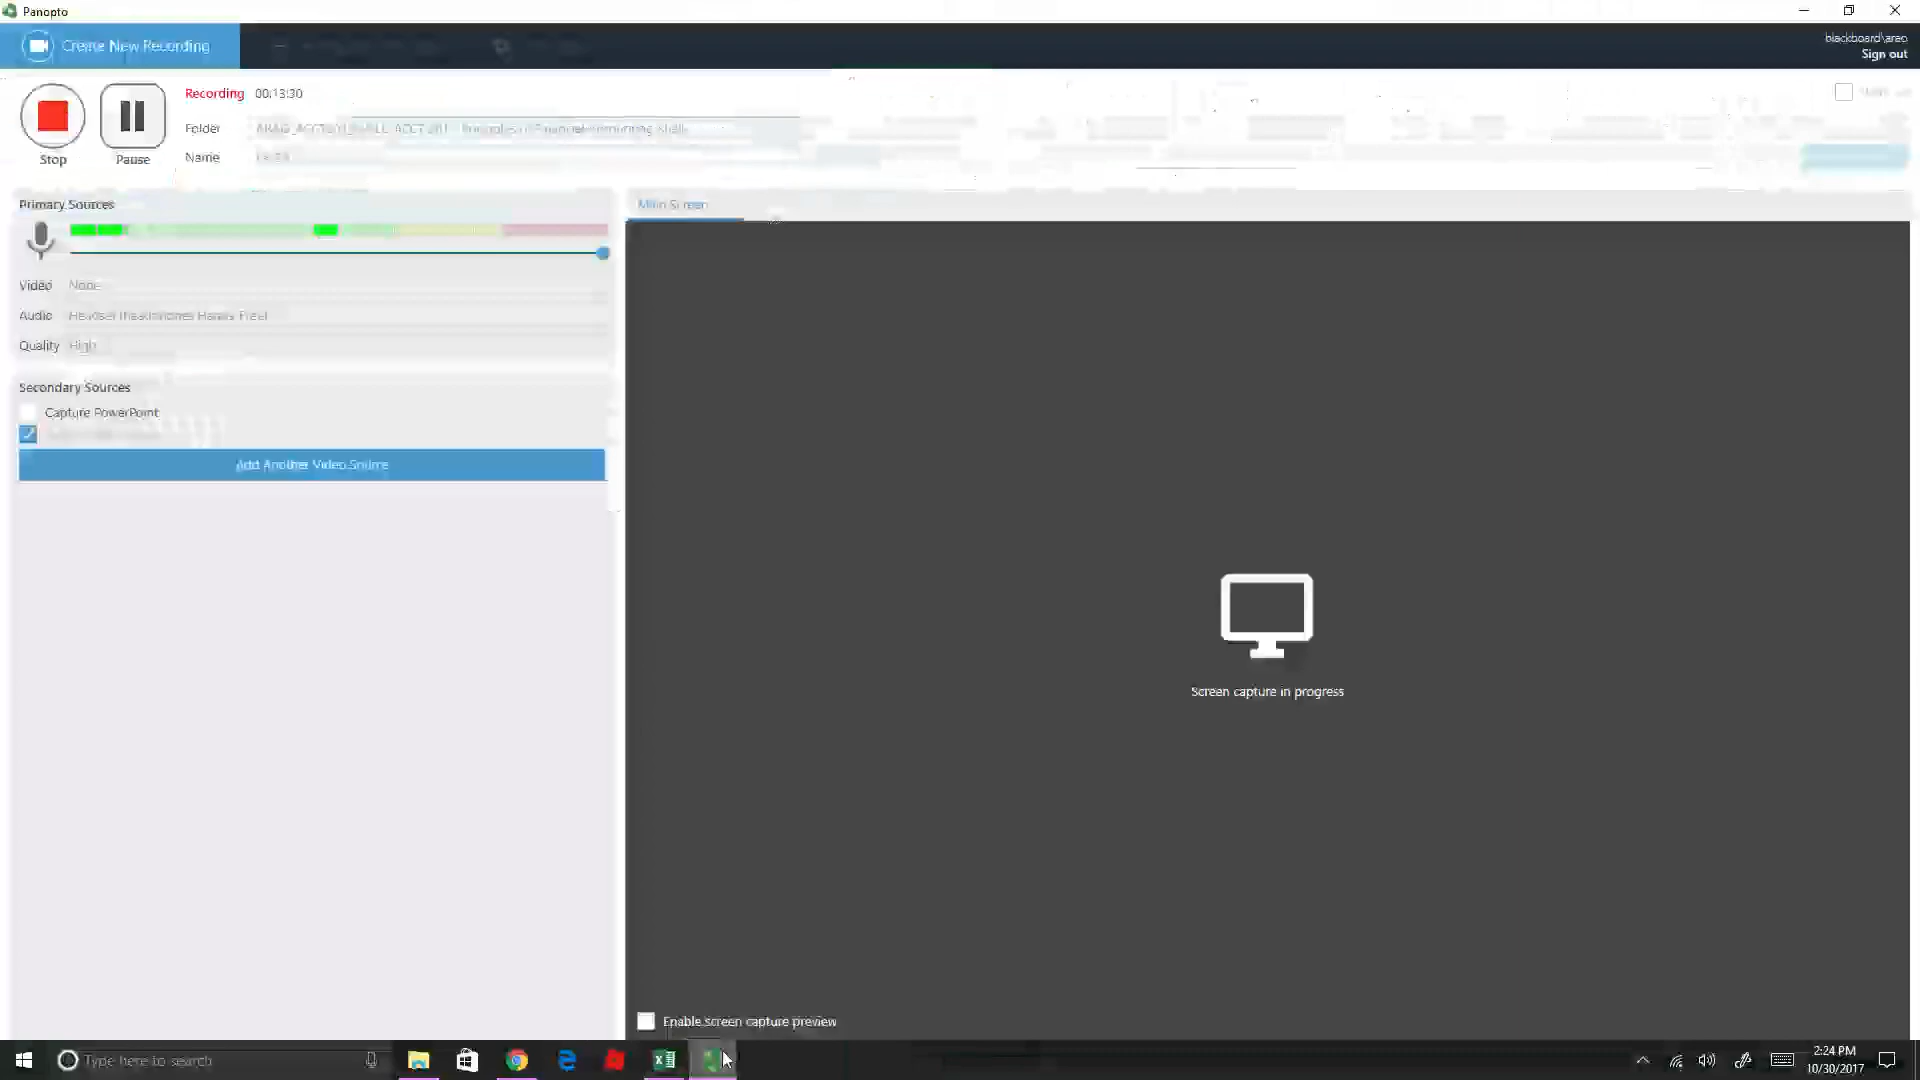 Panopto
Create New Recording
blackboard\areo
Sign out
Recording 00:13:30
Folder
Name
Stop
Pause
Primary Sources
Main Screen
Video None
Audio
Quality High
Secondary Sources
Capture PowerPoint
Add Another Video Source
Screen capture in progress
Enable screen capture preview
Type here to search
2:24 PM
10/30/2017